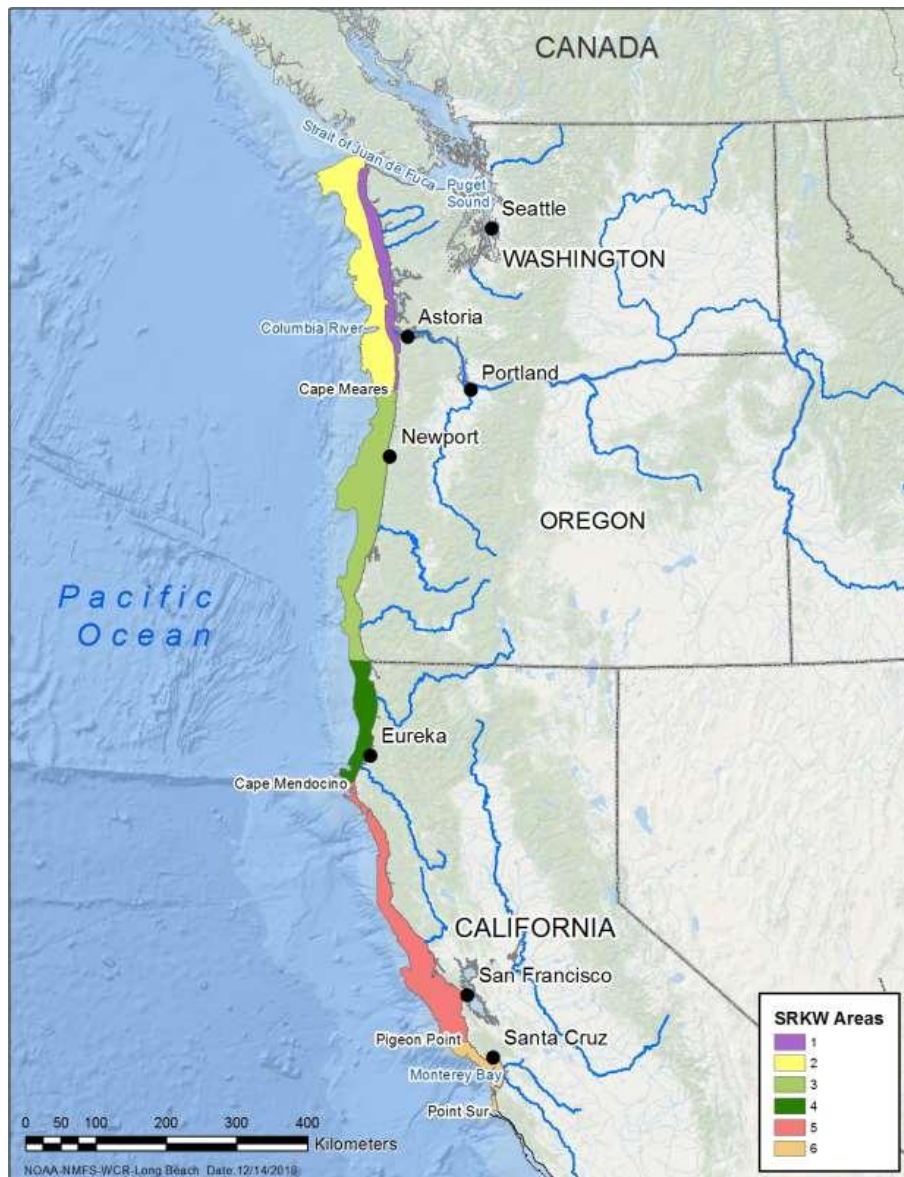 CANADA
Strait of Juan de Fuca
Puget
Sound
Seattle
WASHINGTON
Columbia River
Astoria
Portland
Cape Meares
Newport
OREGON
Pacific
Ocean
Eureka
Cape Mendocino
CALIFORNIA
San Francisco
Pigeon Point
Santa Cruz
Monterey Bay
Point Sur
SRKW Areas
1
2
3
4
5
6
0 50 100 200 300 400
Kilometers
NOAA-NMFS-WCR-Long Beach Date:12/14/2018